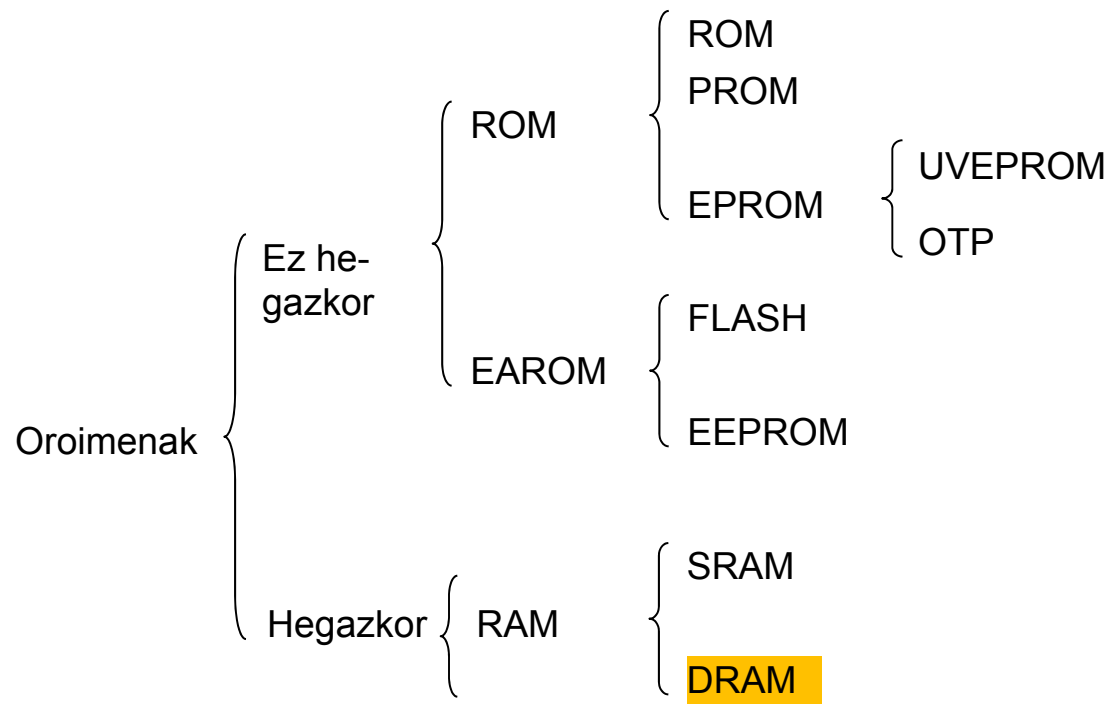 ROM
PROM
ROM
UVEPROM
EPROM
OTP
Ez he-
gazkor
FLASH
EAROM
EEPROM
Oroimenak
SRAM
Hegazkor
RAM
DRAM